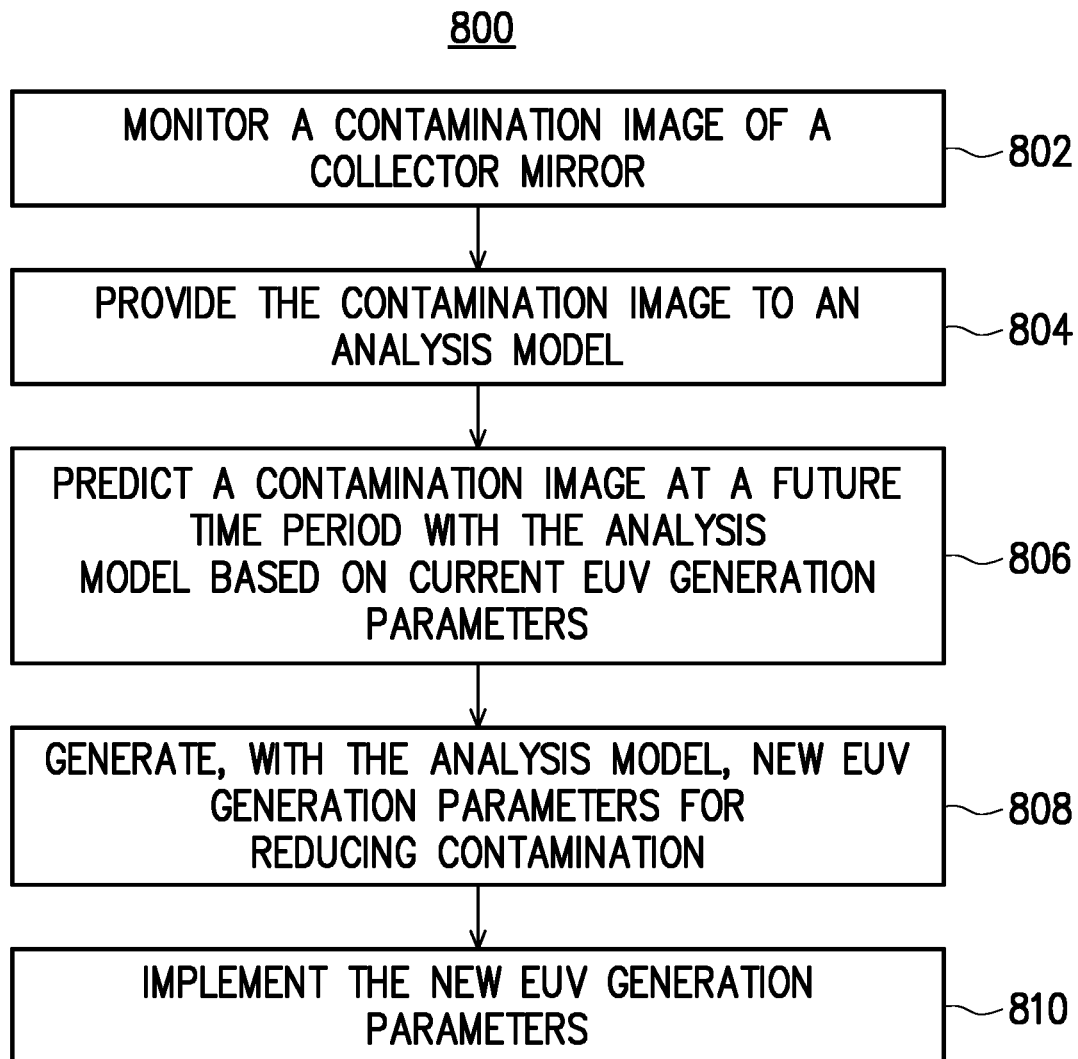 800
MONITOR A CONTAMINATION IMAGE OF A
COLLECTOR MIRROR
802
PROVIDE THE CONTAMINATION IMAGE TO AN
ANALYSIS MODEL
804
PREDICT A CONTAMINATION IMAGE AT A FUTURE
TIME PERIOD WITH THE ANALYSIS
MODEL BASED ON CURRENT EUV GENERATION
PARAMETERS
806
GENERATE, WITH THE ANALYSIS MODEL, NEW EUV
GENERATION PARAMETERS FOR
REDUCING CONTAMINATION
808
IMPLEMENT THE NEW EUV GENERATION
PARAMETERS
810